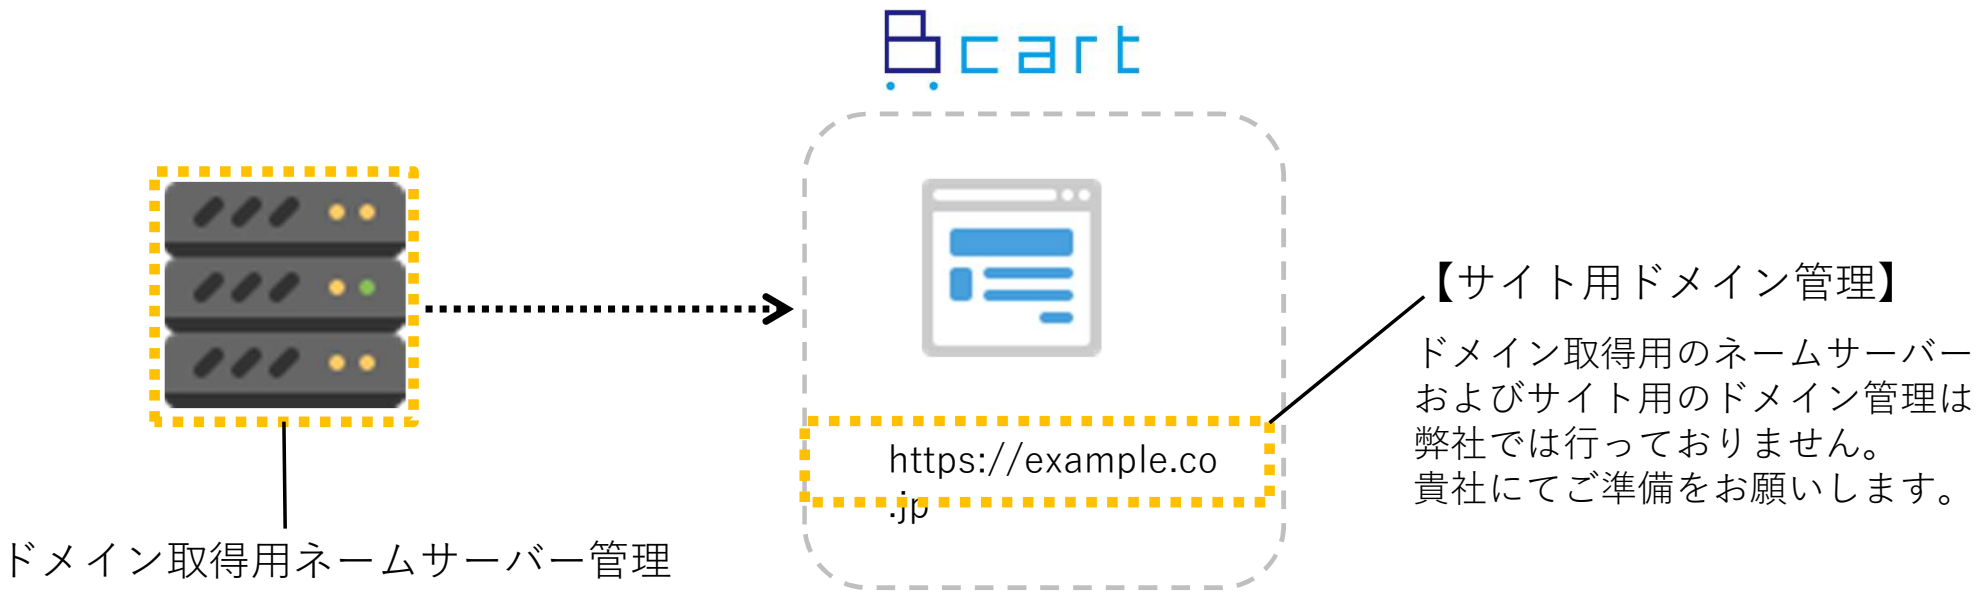 Bcart
【サイト用ドメイン管理】
ドメイン取得用のネームサーバー
およびサイト用のドメイン管理は
弊社では行っておりません。
貴社にてご準備をお願いします。
https://example.co
.jp
ドメイン取得用ネームサーバー管理